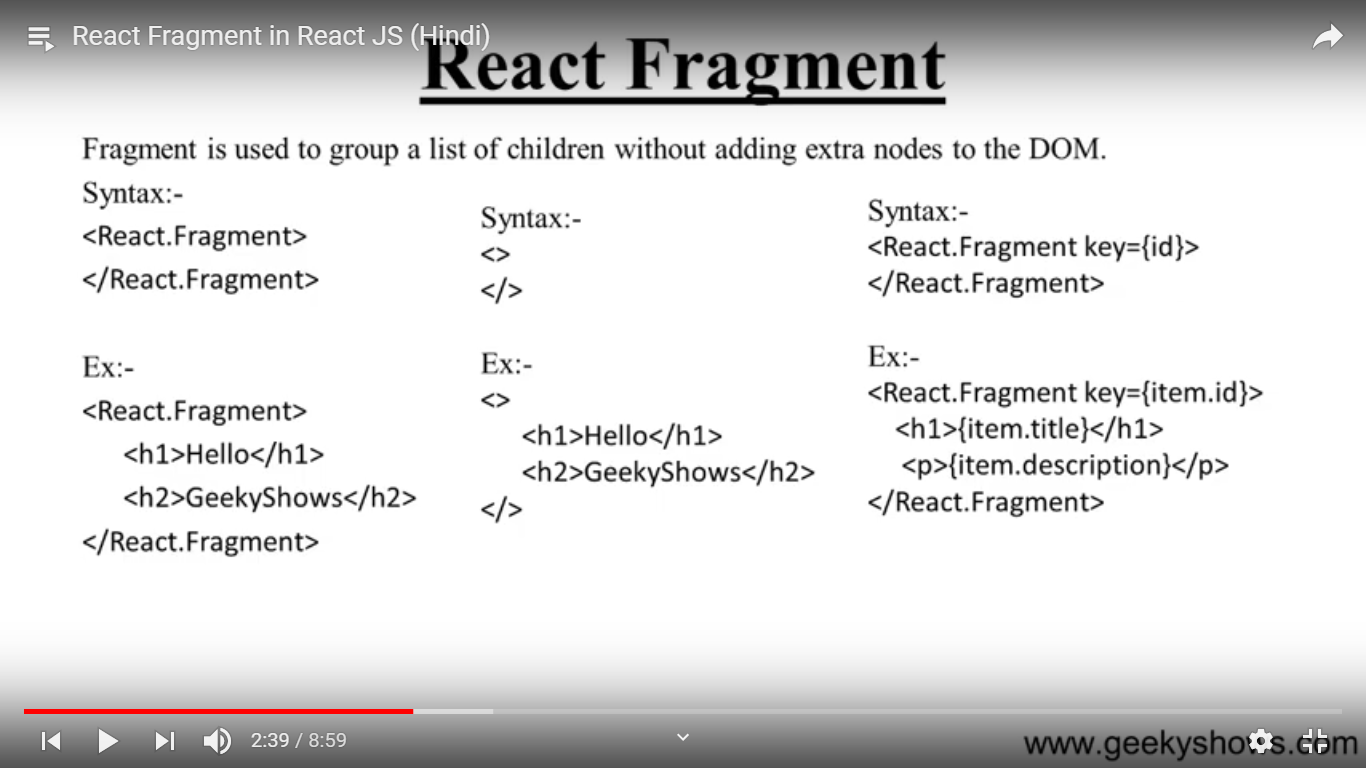 React Fragment in React JS (Hindi)
React Fragment
Fragment is used to group a list of children without adding extra nodes to the DOM.
Syntax:-
<React.Fragment>
</React.Fragment>
Ex:-
<React.Fragment>
<h1>Hello</h1>
<h2>GeekyShows</h2>
</React.Fragment>
Syntax:-
<>
</>
Ex:-
<>
<h1>Hello</h1>
<h2>GeekyShows</h2>
</>
Syntax:-
<React.Fragment key={id}>
</React.Fragment>
Ex:-
<React.Fragment key={item.id}>
<h1>{item.title}</h1>
<p>{item.description}</p>
</React.Fragment>
2:39 / 8:59
www.geekyshows.com